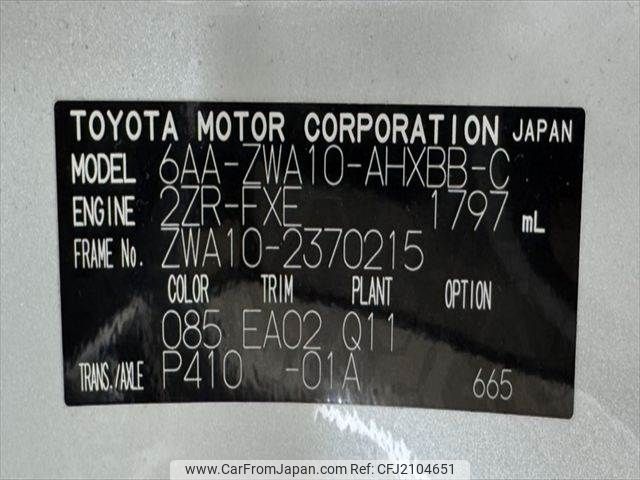 TOYOTA MOTOR CORPORATION JAPAN
MODEL 6AA-ZWA10-AHXBB-C
ENGINE 2ZR-FXE 1797 mL
FRAME No. ZWA10-2370215
COLOR TRIM PLANT OPTION
085 EA02 Q11
TRANS./AXLE P410 -01A 665
www.CarFromJapan.com | Ref No. CFJ2104651